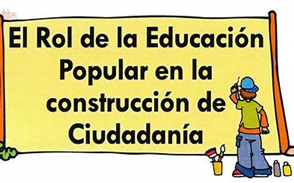 El Rol de la Educación
Popular en la
construcción de
Ciudadanía